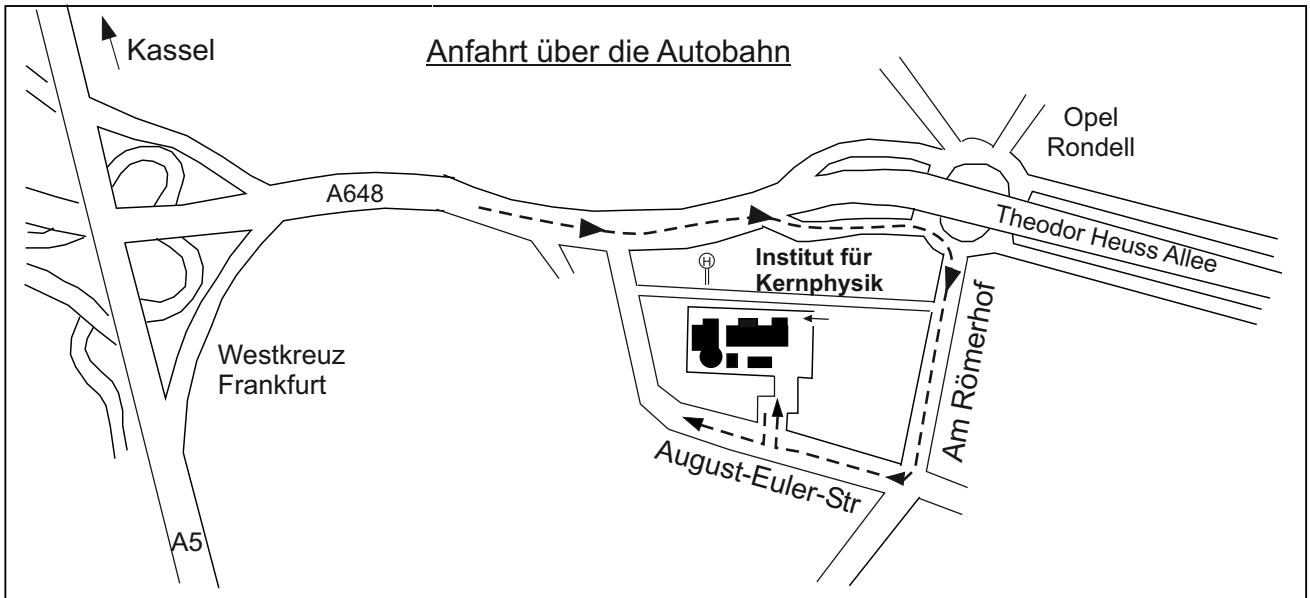 Kassel
Anfahrt über die Autobahn
Opel
Rondell
A648
Theodor Heuss Allee
H
Institut für
Kernphysik
Westkreuz
Frankfurt
Am Römerhof
August-Euler-Str
A5